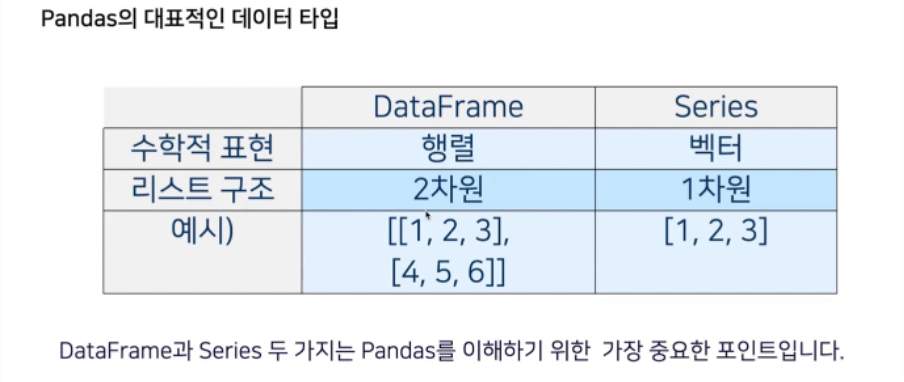 Pandas의 대표적인 데이터 타입
DataFrame Series
수학적 표현 행렬 벡터
리스트 구조 2차원 1차원
예시) [[1, 2, 3], [1, 2, 3]
[4, 5, 6]]
DataFrame과 Series 두 가지는 Pandas를 이해하기 위한 가장 중요한 포인트입니다.